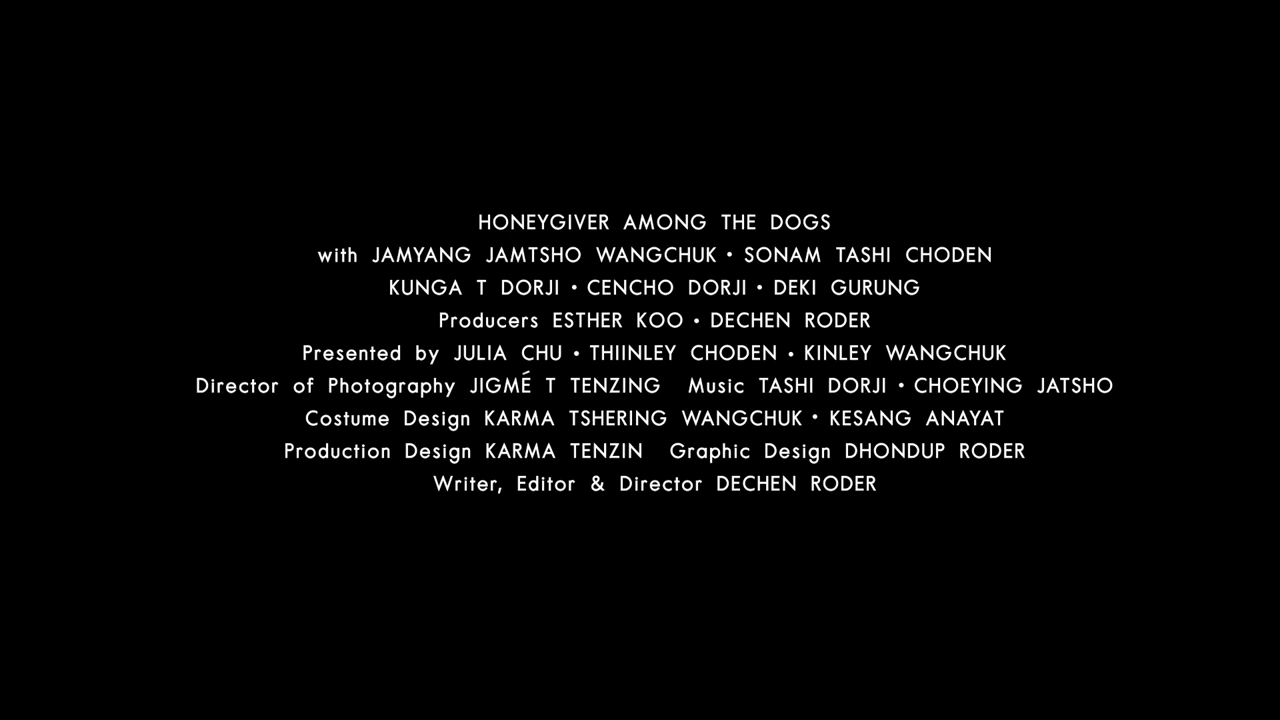 HONEYGIVER AMONG THE DOGS
with JAMYANG JAMTSHO WANGCHUK • SONAM TASHI CHODEN
KUNGA T DORJI • CENCHO DORJI • DEKI GURUNG
Producers ESTHER KOO • DECHEN RODER
Presented by JULIA CHU • THIINLEY CHODEN • KINLEY WANGCHUK
Director of Photography JIGMÉ T TENZING Music TASHI DORJI • CHOEYING JATSHO
Costume Design KARMA TSHERING WANGCHUK • KESANG ANAYAT
Production Design KARMA TENZIN Graphic Design DHONDUP RODER
Writer, Editor & Director DECHEN RODER